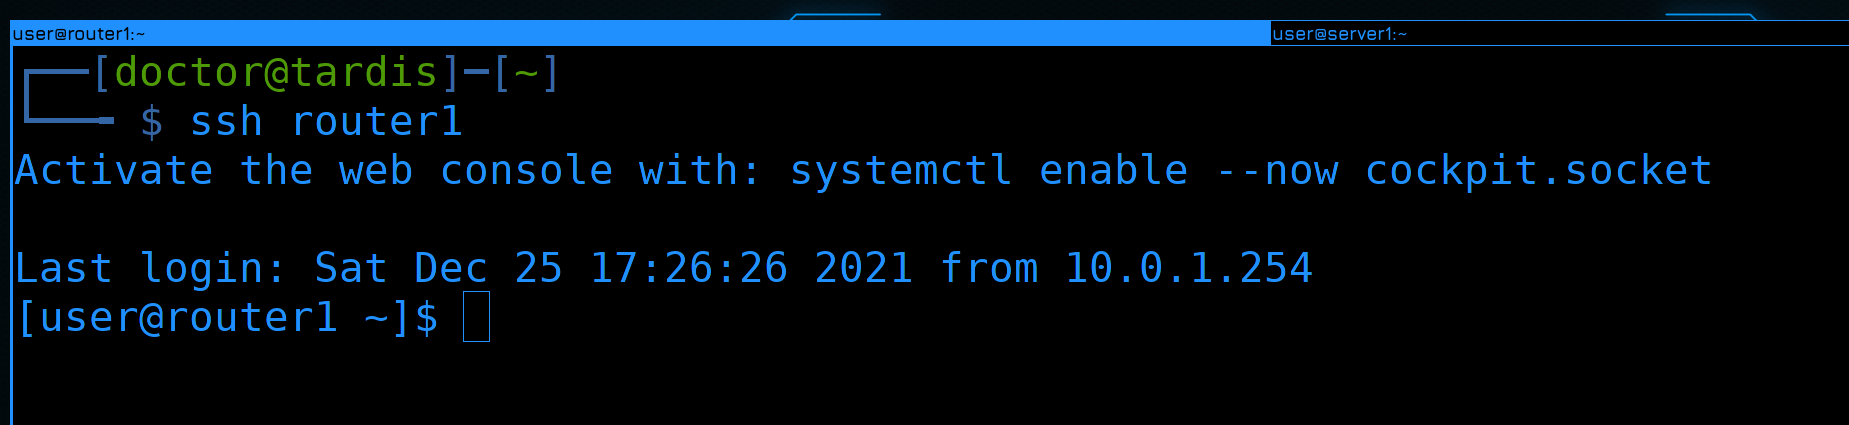 user@router1:~
user@server1:~
┌──[doctor@tardis]-[~]
└── $ ssh router1
Activate the web console with: systemctl enable --now cockpit.socket
Last login: Sat Dec 25 17:26:26 2021 from 10.0.1.254
[user@router1 ~]$